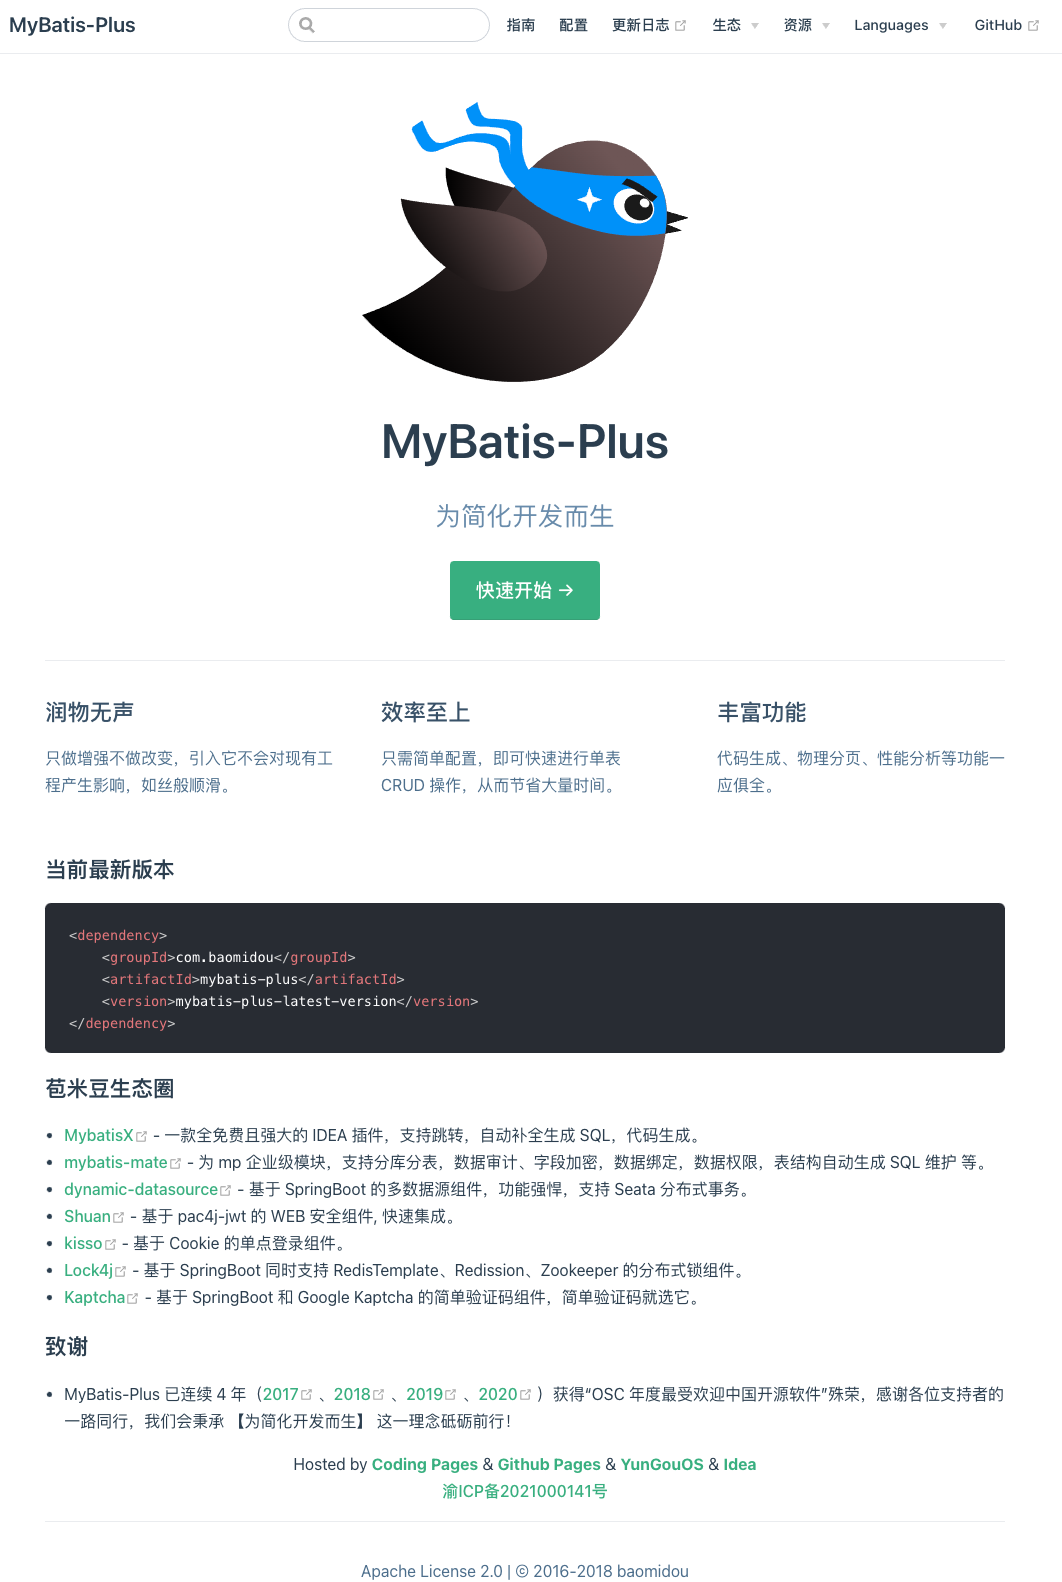 MyBatis-Plus
指南 配置 更新日志 生态 资源 Languages GitHub
MyBatis-Plus
为简化开发而生
快速开始 →
润物无声
只做增强不做改变，引入它不会对现有工
程产生影响，如丝般顺滑。
效率至上
只需简单配置，即可快速进行单表
CRUD 操作，从而节省大量时间。
丰富功能
代码生成、物理分页、性能分析等功能一
应俱全。
当前最新版本
<dependency>
    <groupId>com.baomidou</groupId>
    <artifactId>mybatis-plus</artifactId>
    <version>mybatis-plus-latest-version</version>
</dependency>
苞米豆生态圈
• MybatisX - 一款全免费且强大的 IDEA 插件，支持跳转，自动补全生成 SQL，代码生成。
• mybatis-mate - 为 mp 企业级模块，支持分库分表，数据审计、字段加密，数据绑定，数据权限，表结构自动生成 SQL 维护 等。
• dynamic-datasource - 基于 SpringBoot 的多数据源组件，功能强悍，支持 Seata 分布式事务。
• Shuan - 基于 pac4j-jwt 的 WEB 安全组件, 快速集成。
• kisso - 基于 Cookie 的单点登录组件。
• Lock4j - 基于 SpringBoot 同时支持 RedisTemplate、Redission、Zookeeper 的分布式锁组件。
• Kaptcha - 基于 SpringBoot 和 Google Kaptcha 的简单验证码组件，简单验证码就选它。
致谢
• MyBatis-Plus 已连续 4 年（2017 、2018 、2019 、2020 ）获得“OSC 年度最受欢迎中国开源软件”殊荣，感谢各位支持者的
一路同行，我们会秉承 【为简化开发而生】 这一理念砥砺前行！
Hosted by Coding Pages & Github Pages & YunGouOS & Idea
渝ICP备2021000141号
Apache License 2.0 | © 2016-2018 baomidou